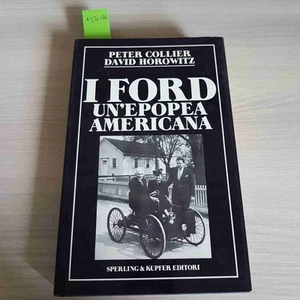 PETER COLLIER
DAVID HOROWITZ
I FORD
UN'EPOPEA
AMERICANA
SPERLING & KUPFER EDITORI